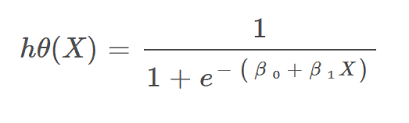 hθ(X) = 1 / 1 + e^−(β₀ + β₁X)